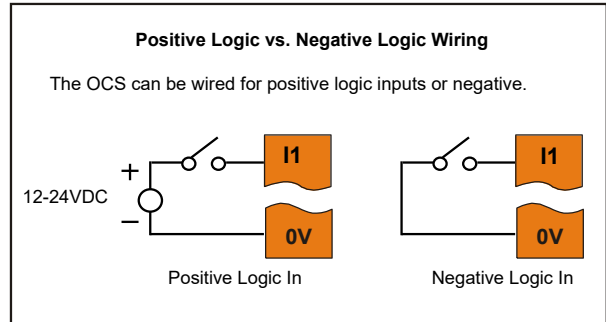 Positive Logic vs. Negative Logic Wiring
The OCS can be wired for positive logic inputs or negative.
I1
+
12-24VDC
–
0V
Positive Logic In
I1
0V
Negative Logic In